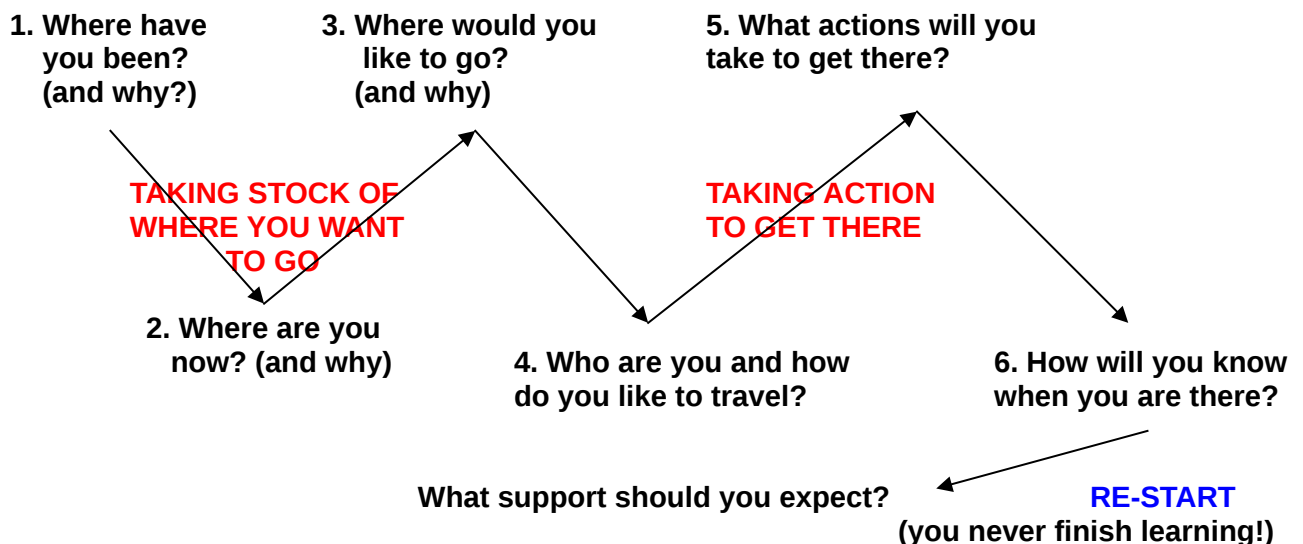 1. Where have
you been?
(and why?)
3. Where would you
like to go?
(and why)
5. What actions will you
take to get there?
TAKING STOCK OF
WHERE YOU WANT
TO GO
TAKING ACTION
TO GET THERE
2. Where are you
now? (and why)
4. Who are you and how
do you like to travel?
6. How will you know
when you are there?
What support should you expect?
RE-START
(you never finish learning!)